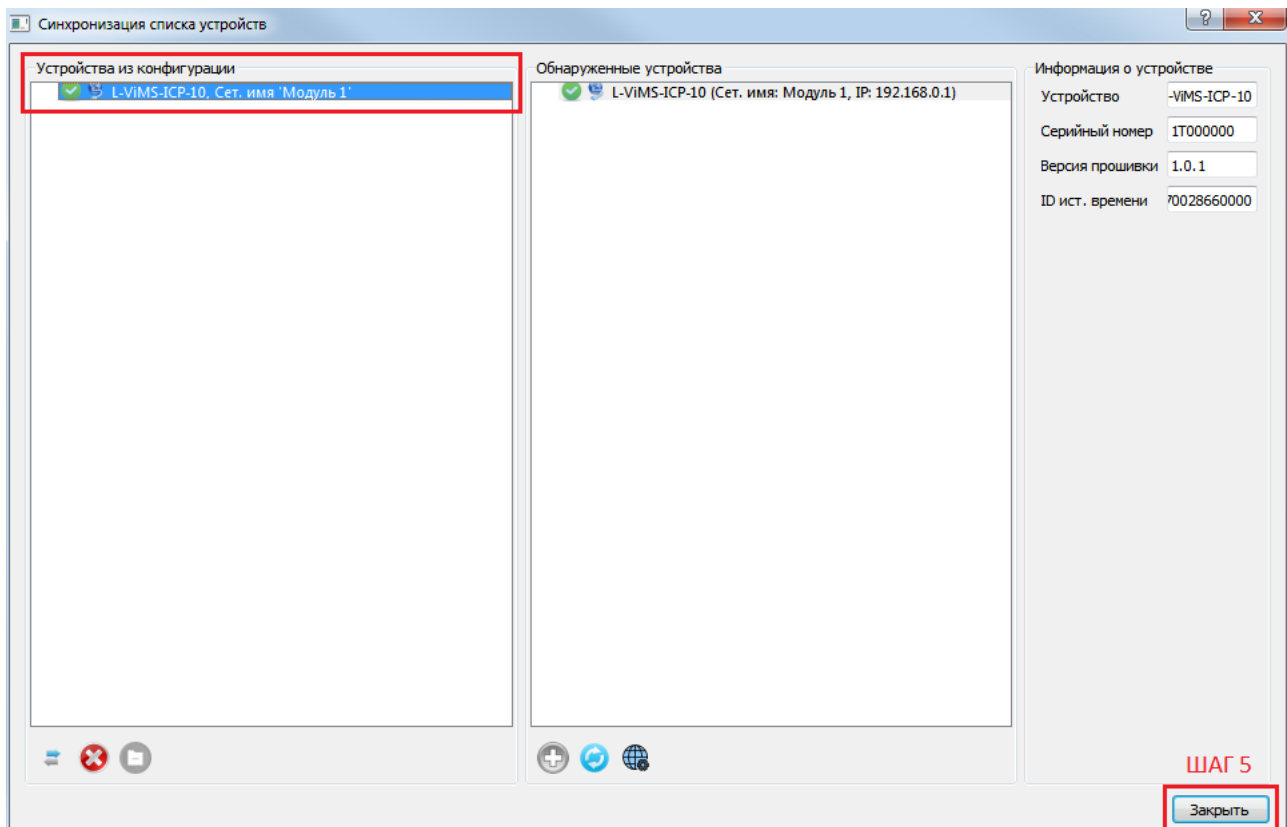 Синхронизация списка устройств
Устройства из конфигурации
L-ViMS-ICP-10, Сет. имя 'Модуль 1'
Обнаруженные устройства
L-ViMS-ICP-10 (Сет. имя: Модуль 1, IP: 192.168.0.1)
Информация о устройстве
Устройство -ViMS-ICP-10
Серийный номер 1T000000
Версия прошивки 1.0.1
ID ист. времени 70028660000
ШАГ 5
Закрыть